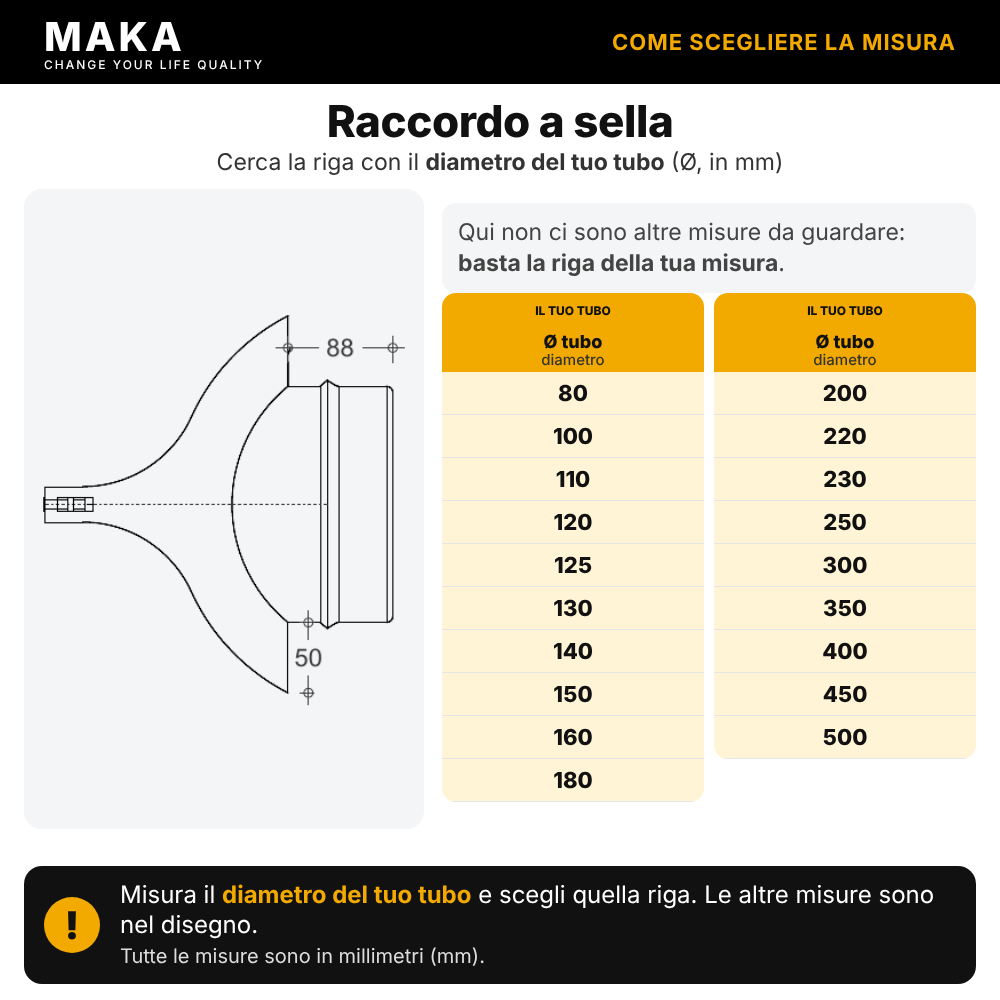 MAKA
CHANGE YOUR LIFE QUALITY
COME SCEGLIERE LA MISURA
Raccordo a sella
Cerca la riga con il diametro del tuo tubo (Ø, in mm)
88
50
Qui non ci sono altre misure da guardare:
basta la riga della tua misura.
IL TUO TUBO
Ø tubo
diametro
80
100
110
120
125
130
140
150
160
180
IL TUO TUBO
Ø tubo
diametro
200
220
230
250
300
350
400
450
500
!
Misura il diametro del tuo tubo e scegli quella riga. Le altre misure sono
nel disegno.
Tutte le misure sono in millimetri (mm).